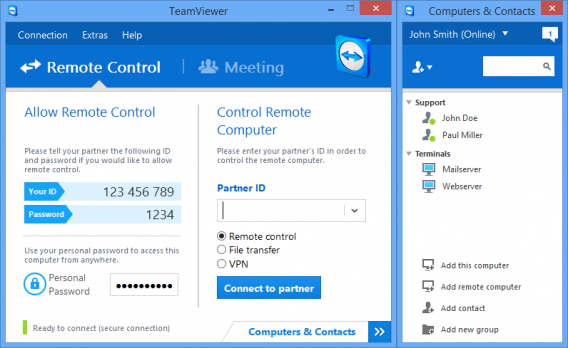 TeamViewer
Connection Extras Help
Remote Control
Meeting
Allow Remote Control
Please tell your partner the following ID
and password if you would like to allow
remote control.
Your ID 123 456 789
Password 1234
Use your personal password to access this
computer from anywhere.
Personal
Password
Ready to connect (secure connection)
Control Remote
Computer
Please enter your partner's ID in order to
control the remote computer.
Partner ID
Remote control
File transfer
VPN
Connect to partner
Computers & Contacts
Computers & Contacts
John Smith (Online)
1
Support
John Doe
Paul Miller
Terminals
Mailserver
Webserver
Add this computer
Add remote computer
Add contact
Add new group